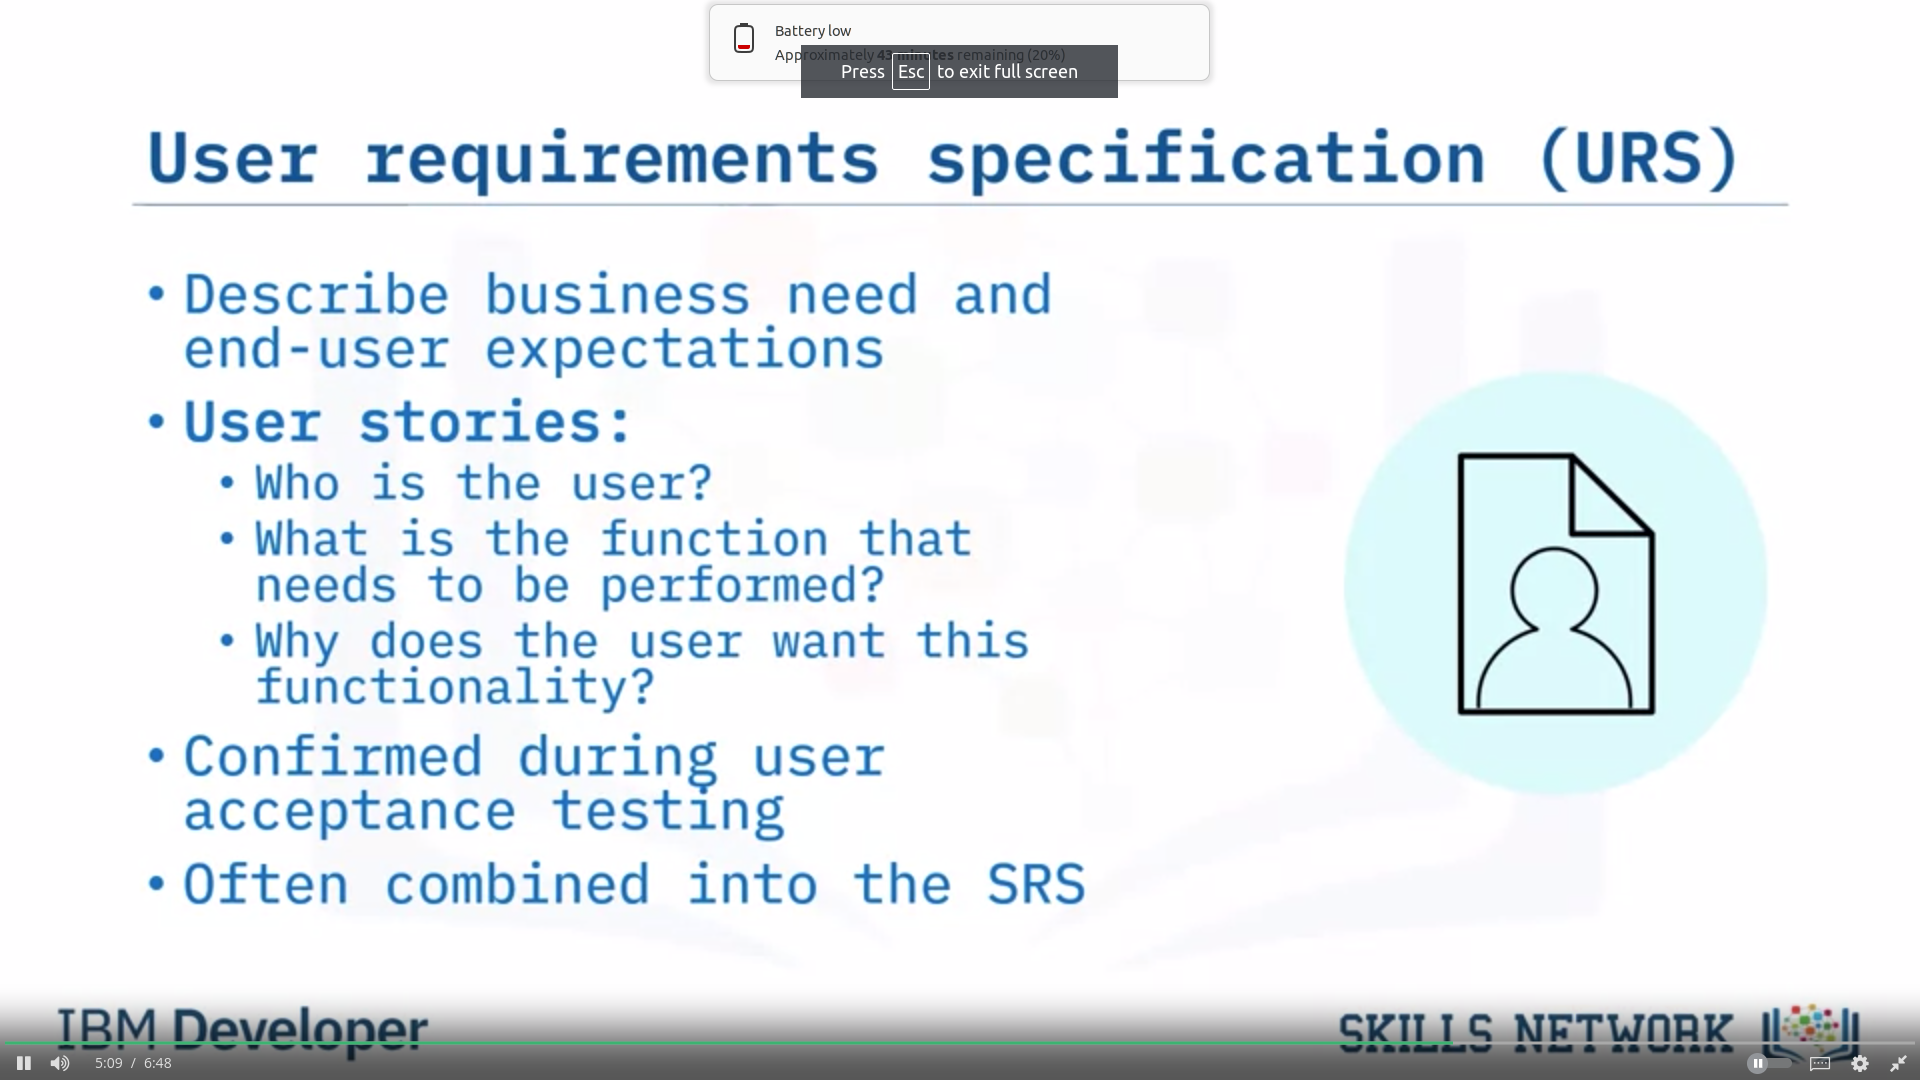 Battery low
Approximately 43 minutes remaining (20%)
Press Esc to exit full screen
User requirements specification (URS)
• Describe business need and
end-user expectations
• User stories:
• Who is the user?
• What is the function that
needs to be performed?
• Why does the user want this
functionality?
• Confirmed during user
acceptance testing
• Often combined into the SRS
IBM Developer
SKILLS NETWORK
5:09 / 6:48